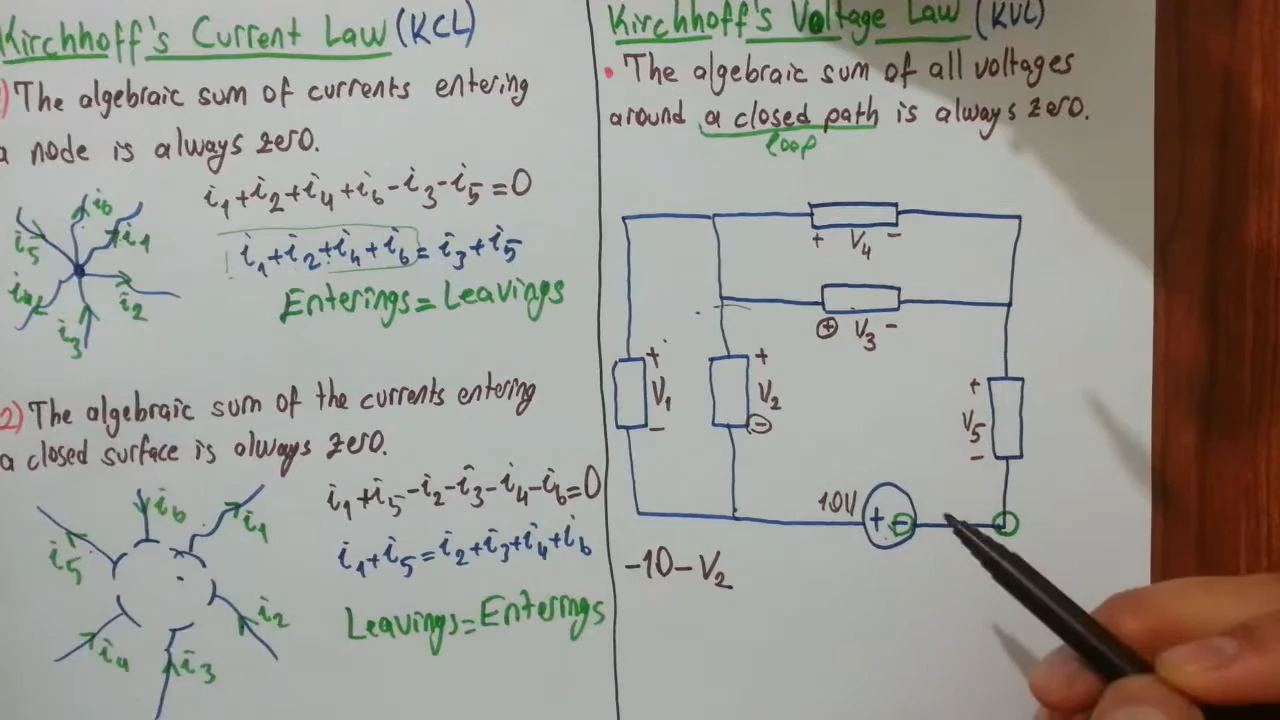 Kirchhoff's Current Law (KCL)
1) The algebraic sum of currents entering
a node is always zero.
i1+i2+i4+i6-i3-i5=0
i1+i2+i4+i6=i3+i5
Enterings=Leavings
i6
i5
i1
i4
i2
i3
2) The algebraic sum of the currents entering
a closed surface is always zero.
i1+i5-i2-i3-i4-i6=0
i1+i5=i2+i3+i4+i6
Leavings=Enterings
i6
i1
i5
i2
i4
i3
Kirchhoff's Voltage Law (KVL)
• The algebraic sum of all voltages
around a closed path is always zero.
loop
+ V4 -
+ V3 -
+ V1 -
+ V2 -
+ V5 -
10V
+ -
-10-V2